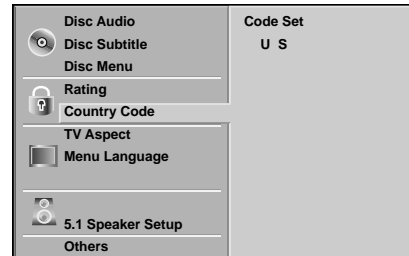 Disc Audio
Disc Subtitle
Disc Menu
Rating
Country Code
TV Aspect
Menu Language
5.1 Speaker Setup
Others
Code Set
U S